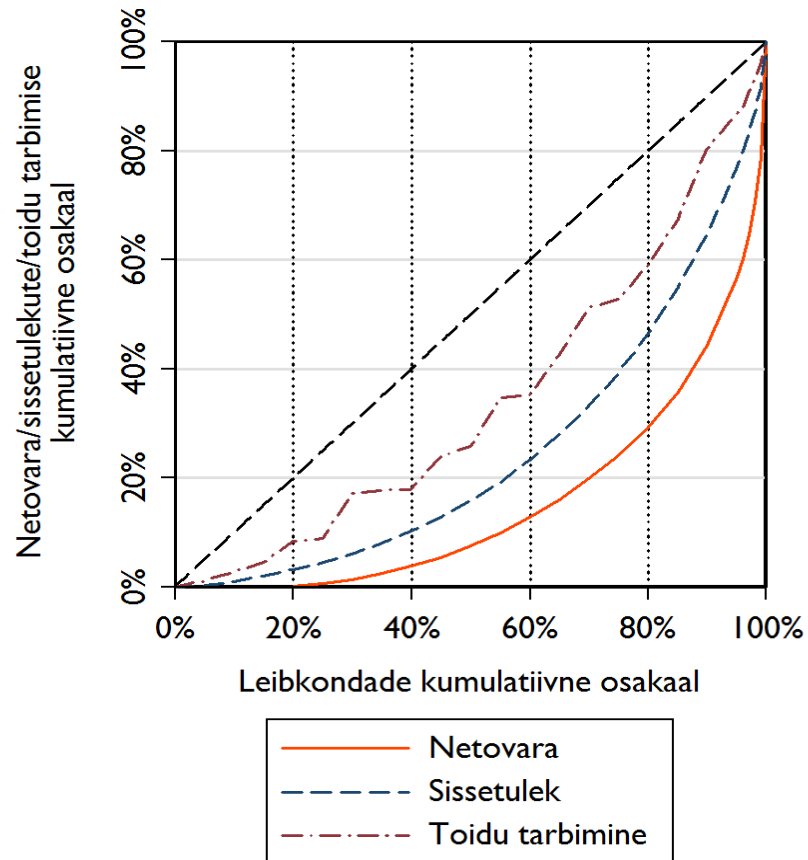 Netovara/sissetulekute/toidu tarbimise
kumulatiivne osakaal
100%
80%
60%
40%
20%
0%
0% 20% 40% 60% 80% 100%
Leibkondade kumulatiivne osakaal
Netovara
Sissetulek
Toidu tarbimine